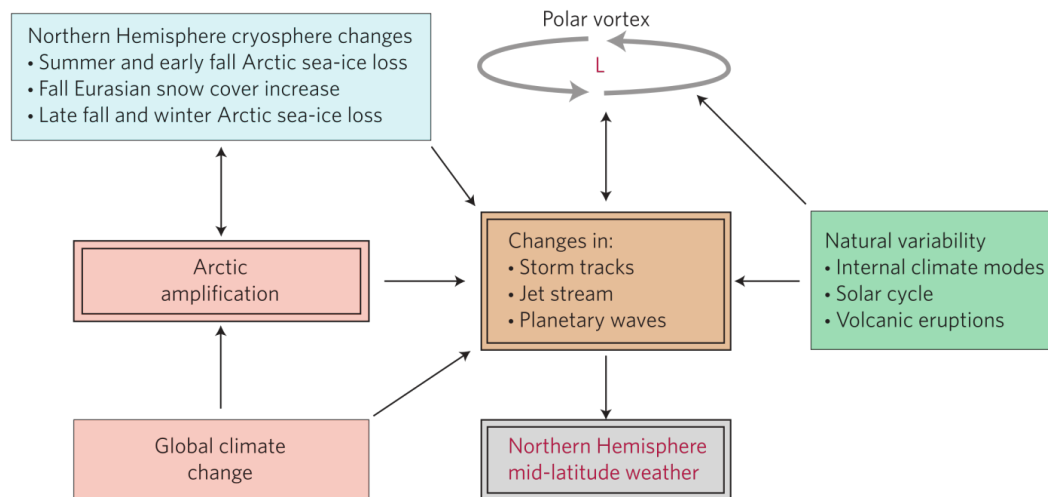 Northern Hemisphere cryosphere changes
• Summer and early fall Arctic sea-ice loss
• Fall Eurasian snow cover increase
• Late fall and winter Arctic sea-ice loss
Polar vortex
L
Arctic
amplification
Changes in:
• Storm tracks
• Jet stream
• Planetary waves
Natural variability
• Internal climate modes
• Solar cycle
• Volcanic eruptions
Global climate
change
Northern Hemisphere
mid-latitude weather